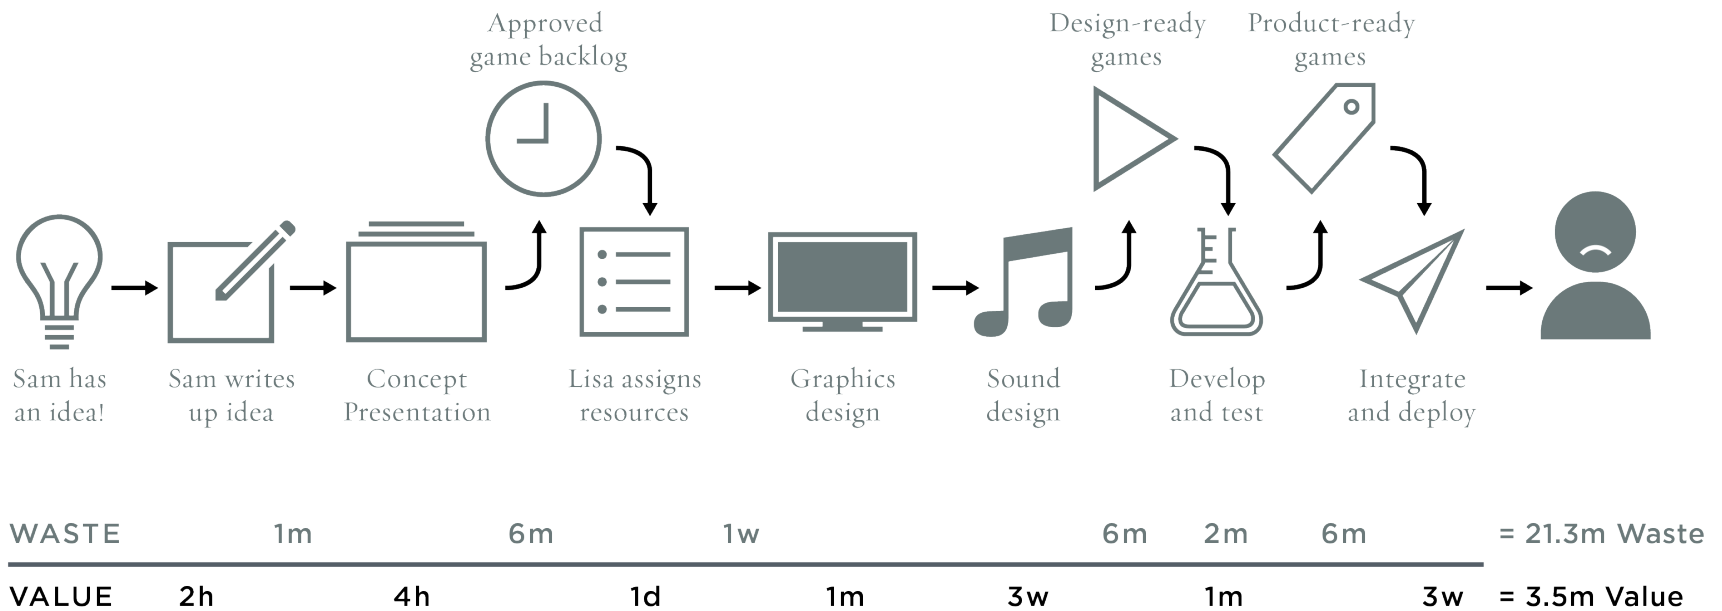 Approved
game backlog
Design-ready
games
Product-ready
games
Sam has
an idea!
Sam writes
up idea
Concept
Presentation
Lisa assigns
resources
Graphics
design
Sound
design
Develop
and test
Integrate
and deploy
WASTE 1m 6m 1w 6m 2m 6m = 21.3m Waste
VALUE 2h 4h 1d 1m 3w 1m 3w = 3.5m Value